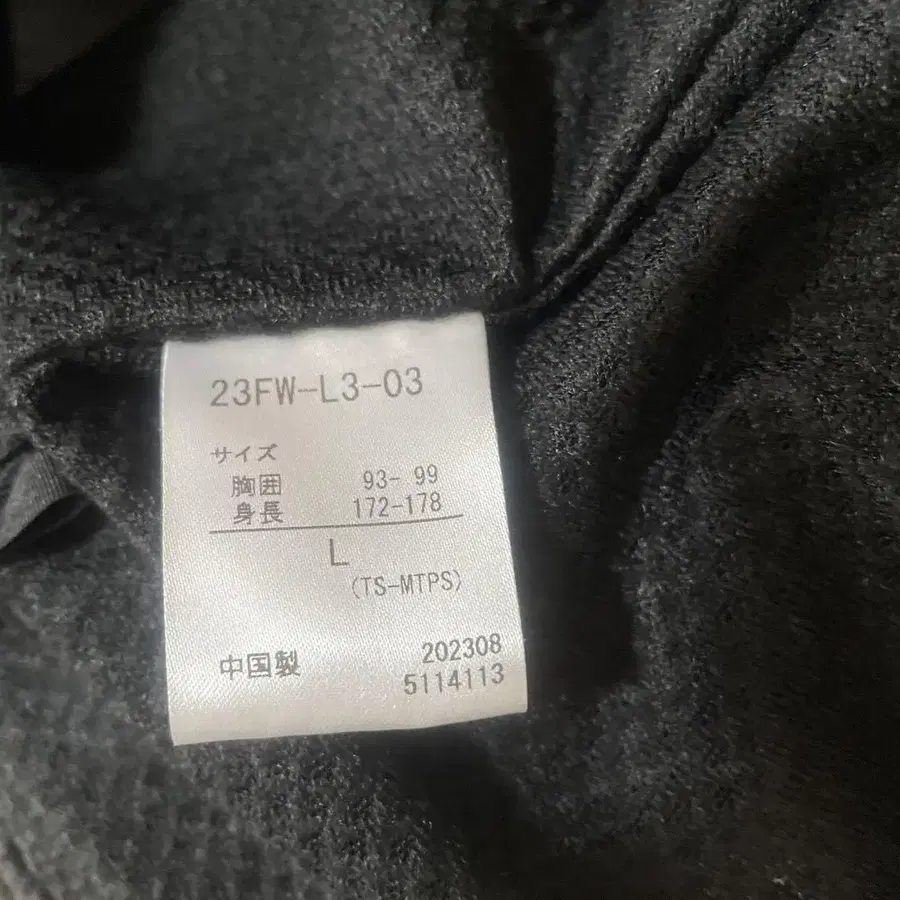 23FW-L3-03
サイズ
胸囲 93- 99
身長 172-178
L
(TS-MTPS)
中国製 202308
5114113